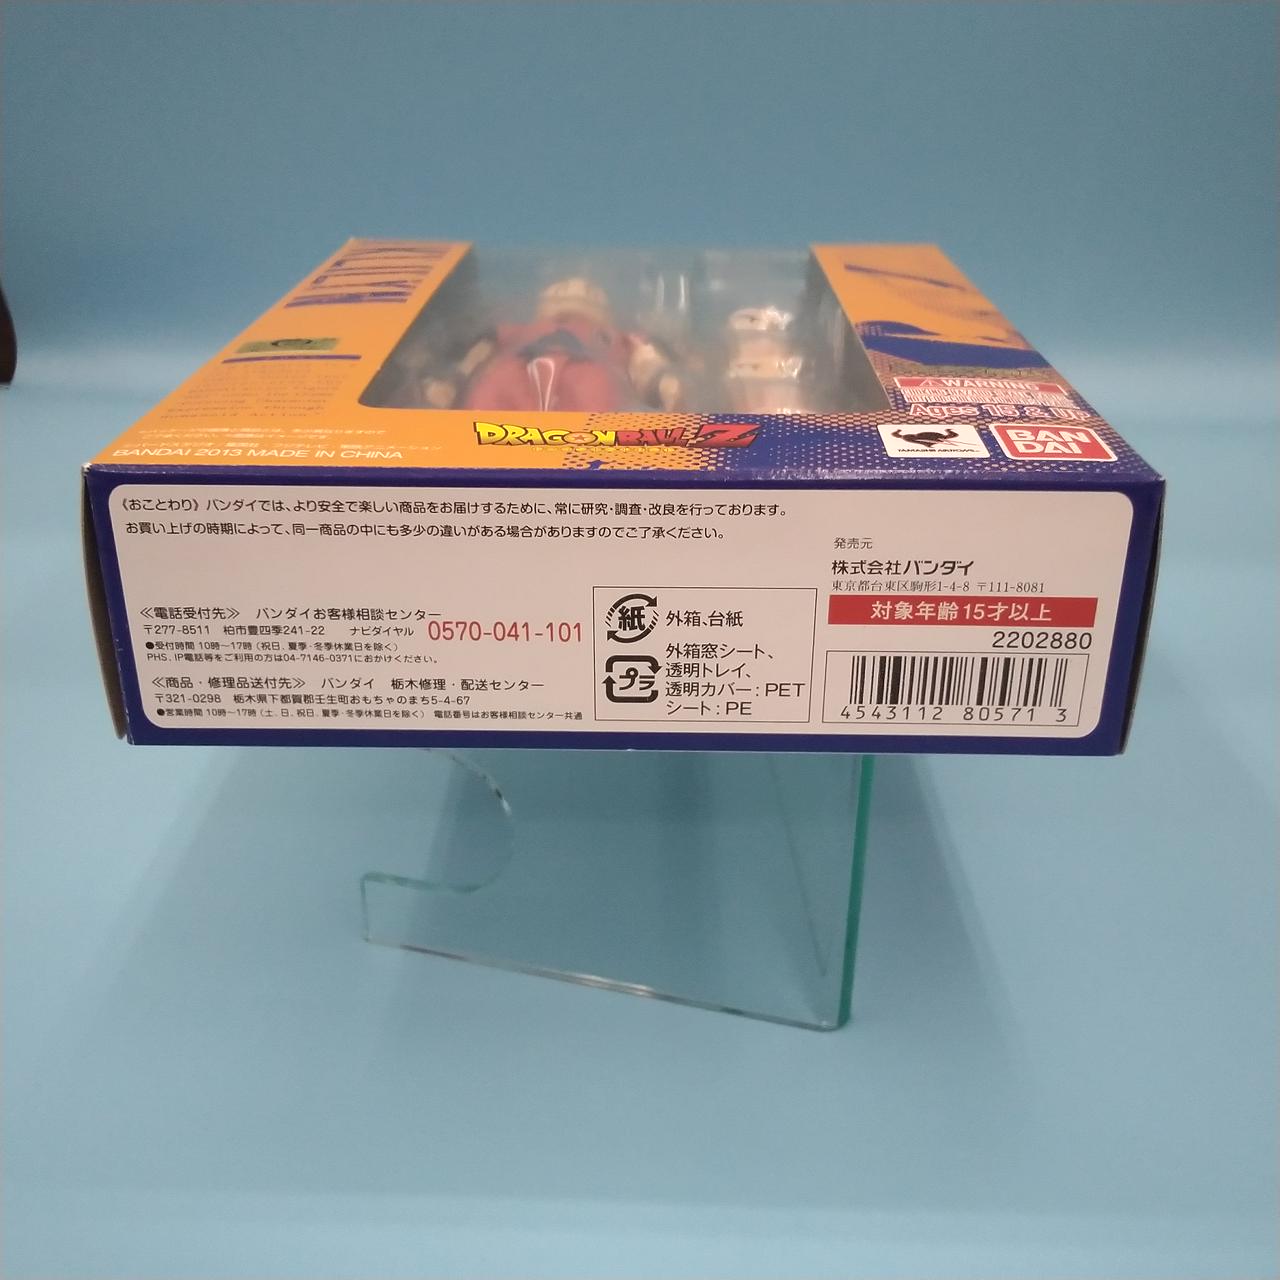 KURIRIN
BANDAI 2013 MADE IN CHINA
DRAGONBALL Z
WARNING
Ages 15 & Up
TAMASHII NATIONS
BANDAI
《おことわり》バンダイでは、より安全で楽しい商品をお届けするために、常に研究・調査・改良を行っております。
お買い上げの時期によって、同一商品の中にも多少の違いがある場合がありますのでご了承ください。
≪電話受付先≫ バンダイお客様相談センター
〒277-8511 柏市豊四季241-22 ナビダイヤル 0570-041-101
●受付時間 10時〜17時(祝日、夏季・冬季休業日を除く)
PHS、IP電話等をご利用の方は04-7146-0371におかけください。
≪商品・修理品送付先≫ バンダイ 栃木修理・配送センター
〒321-0298 栃木県下都賀郡壬生町おもちゃのまち5-4-67
●営業時間 10時〜17時(土、日、祝日、夏季・冬季休業日を除く) 電話番号はお客様相談センター共通
紙 外箱、台紙
プラ 外箱窓シート、
透明トレイ、
透明カバー:PET
シート:PE
発売元
株式会社バンダイ
東京都台東区駒形1-4-8 〒111-8081
対象年齢15才以上
2202880
4543112 80571 3